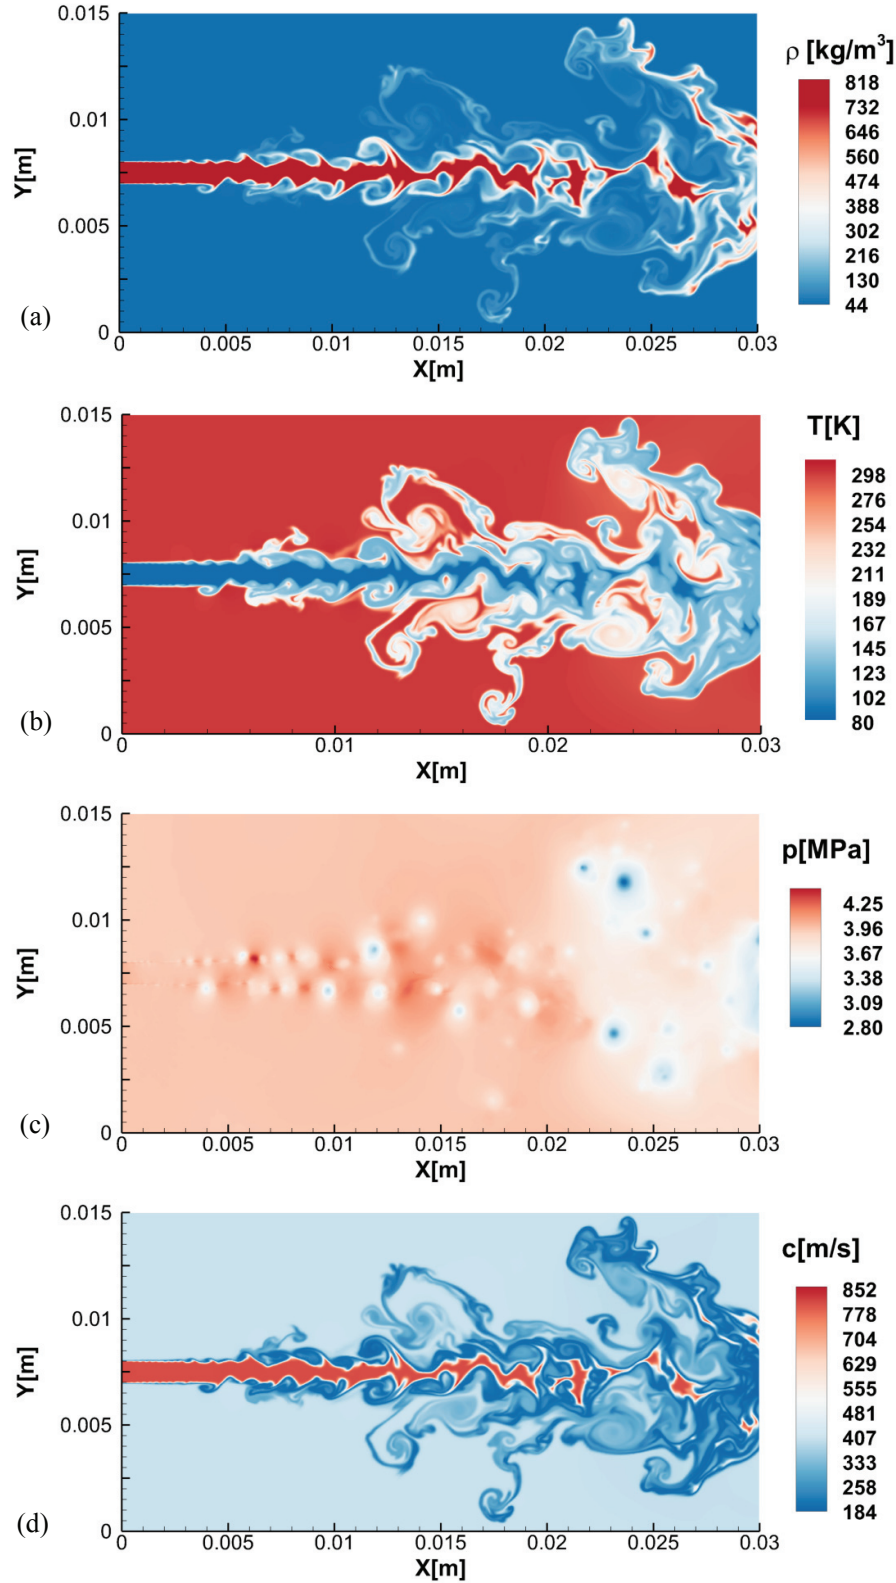 ρ [kg/m³]
818
732
646
560
474
388
302
216
130
44
0.015
0.01
0.005
0
Y[m]
0 0.005 0.01 0.015 0.02 0.025 0.03
X[m]
(a)
T[K]
298
276
254
232
211
189
167
145
123
102
80
0.015
0.01
0.005
0
Y[m]
0 0.01 0.02 0.03
X[m]
(b)
p[MPa]
4.25
3.96
3.67
3.38
3.09
2.80
0.015
0.01
0.005
0
Y[m]
0 0.005 0.01 0.015 0.02 0.025 0.03
X[m]
(c)
c[m/s]
852
778
704
629
555
481
407
333
258
184
0.015
0.01
0.005
0
Y[m]
0 0.005 0.01 0.015 0.02 0.025 0.03
X[m]
(d)